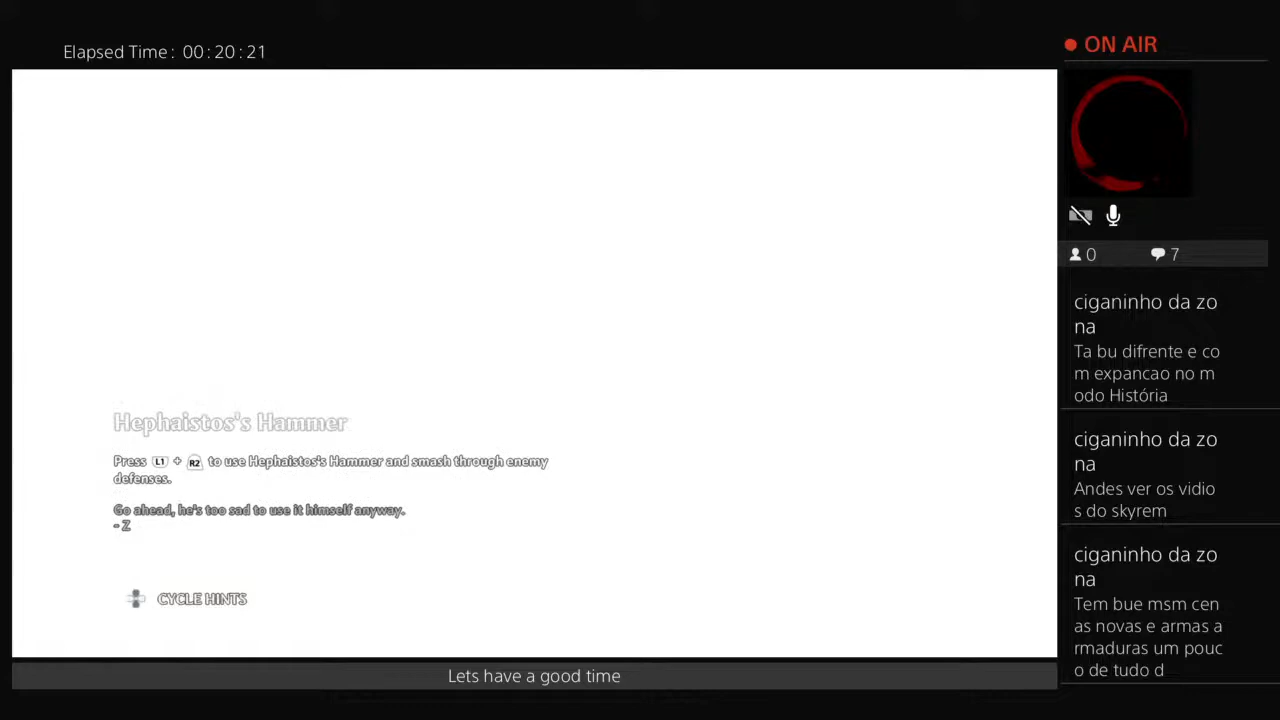 Elapsed Time: 00:20:21
ON AIR
0 7
Hephaistos's Hammer
Press L1 + R2 to use Hephaistos's Hammer and smash through enemy
defenses.
Go ahead, he's too sad to use it himself anyway.
- Z
CYCLE HINTS
Lets have a good time
ciganinho da zo
na
Ta bu difrente e co
m expancao no m
odo História
ciganinho da zo
na
Andes ver os vidio
s do skyrem
ciganinho da zo
na
Tem bue msm cen
as novas e armas a
rmaduras um pouc
o de tudo d